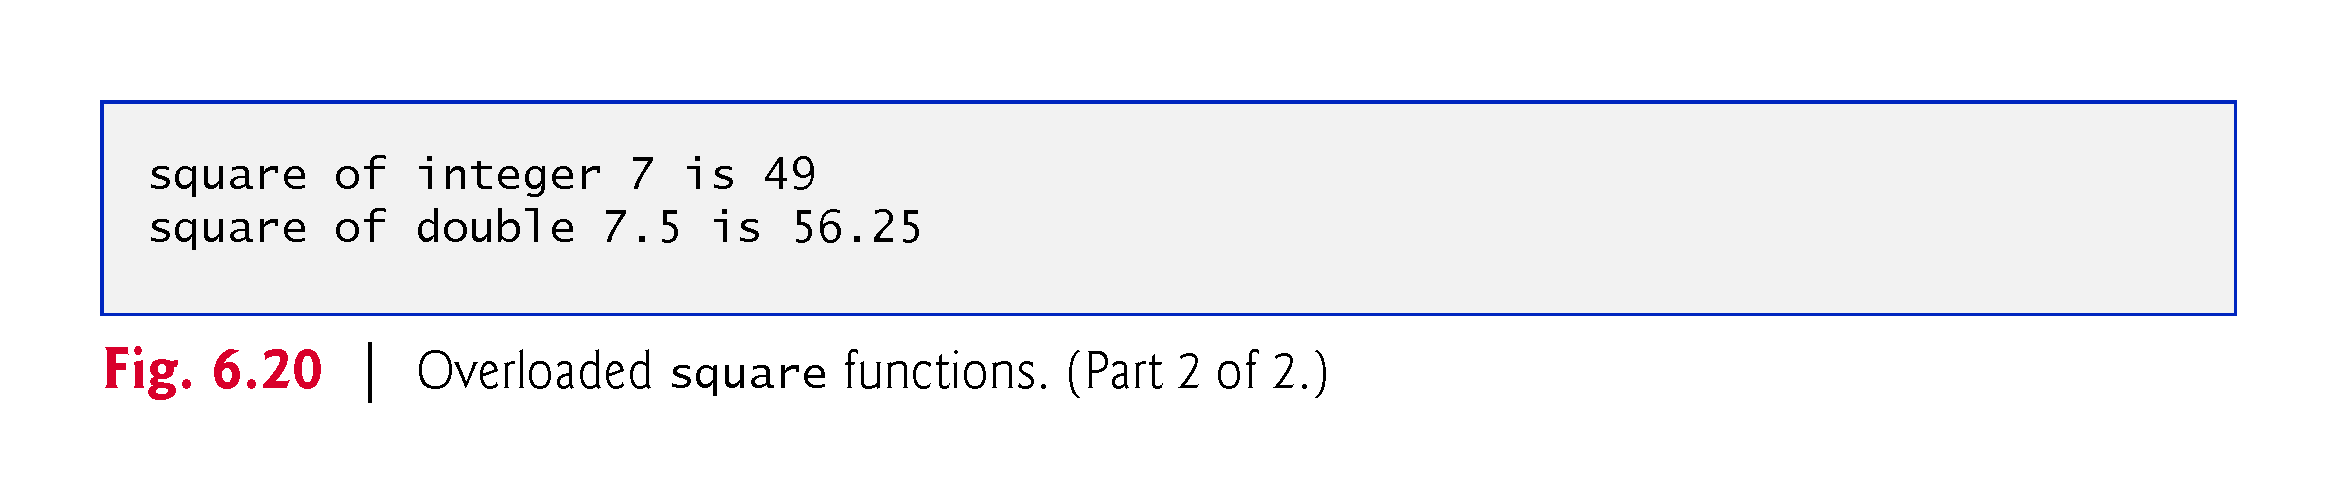 square of integer 7 is 49
square of double 7.5 is 56.25
Fig. 6.20 | Overloaded square functions. (Part 2 of 2.)